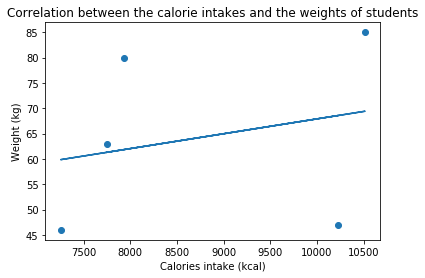 Correlation between the calorie intakes and the weights of students
85
80
75
70
65
60
55
50
45
Weight (kg)
7500 8000 8500 9000 9500 10000 10500
Calories intake (kcal)